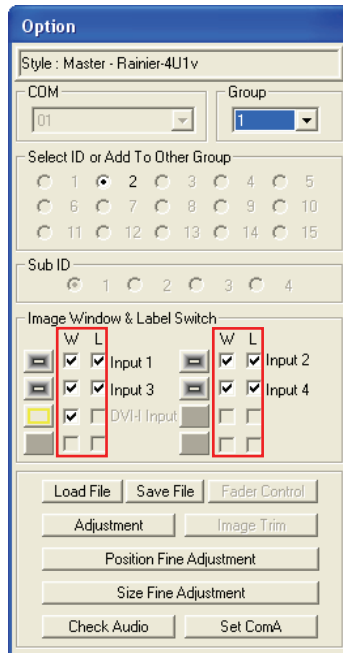 Option
Style : Master - Rainier-4U1v
COM
Group
01
1
Select ID or Add To Other Group
1 2 3 4 5
6 7 8 9 10
11 12 13 14 15
Sub ID
1 2 3 4
Image Window & Label Switch
W L W L
Input 1 Input 2
Input 3 Input 4
DVI-I Input
Load File Save File Fader Control
Adjustment Image Trim
Position Fine Adjustment
Size Fine Adjustment
Check Audio Set ComA